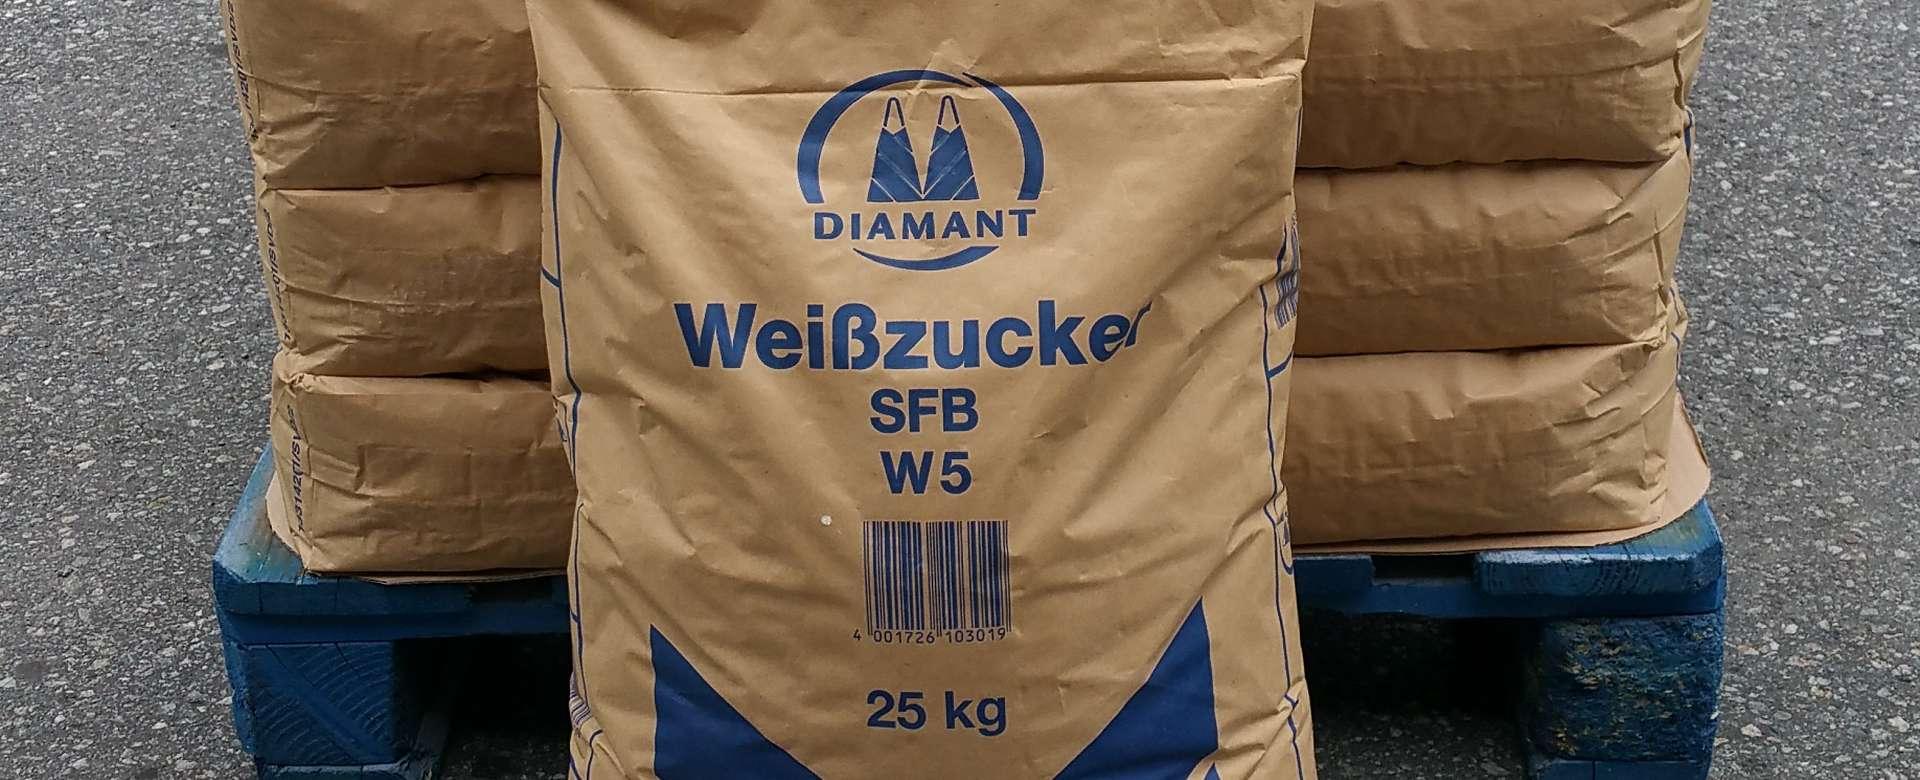 DIAMANT
Weißzucker
SFB
W5
4 001726 103019
25 kg